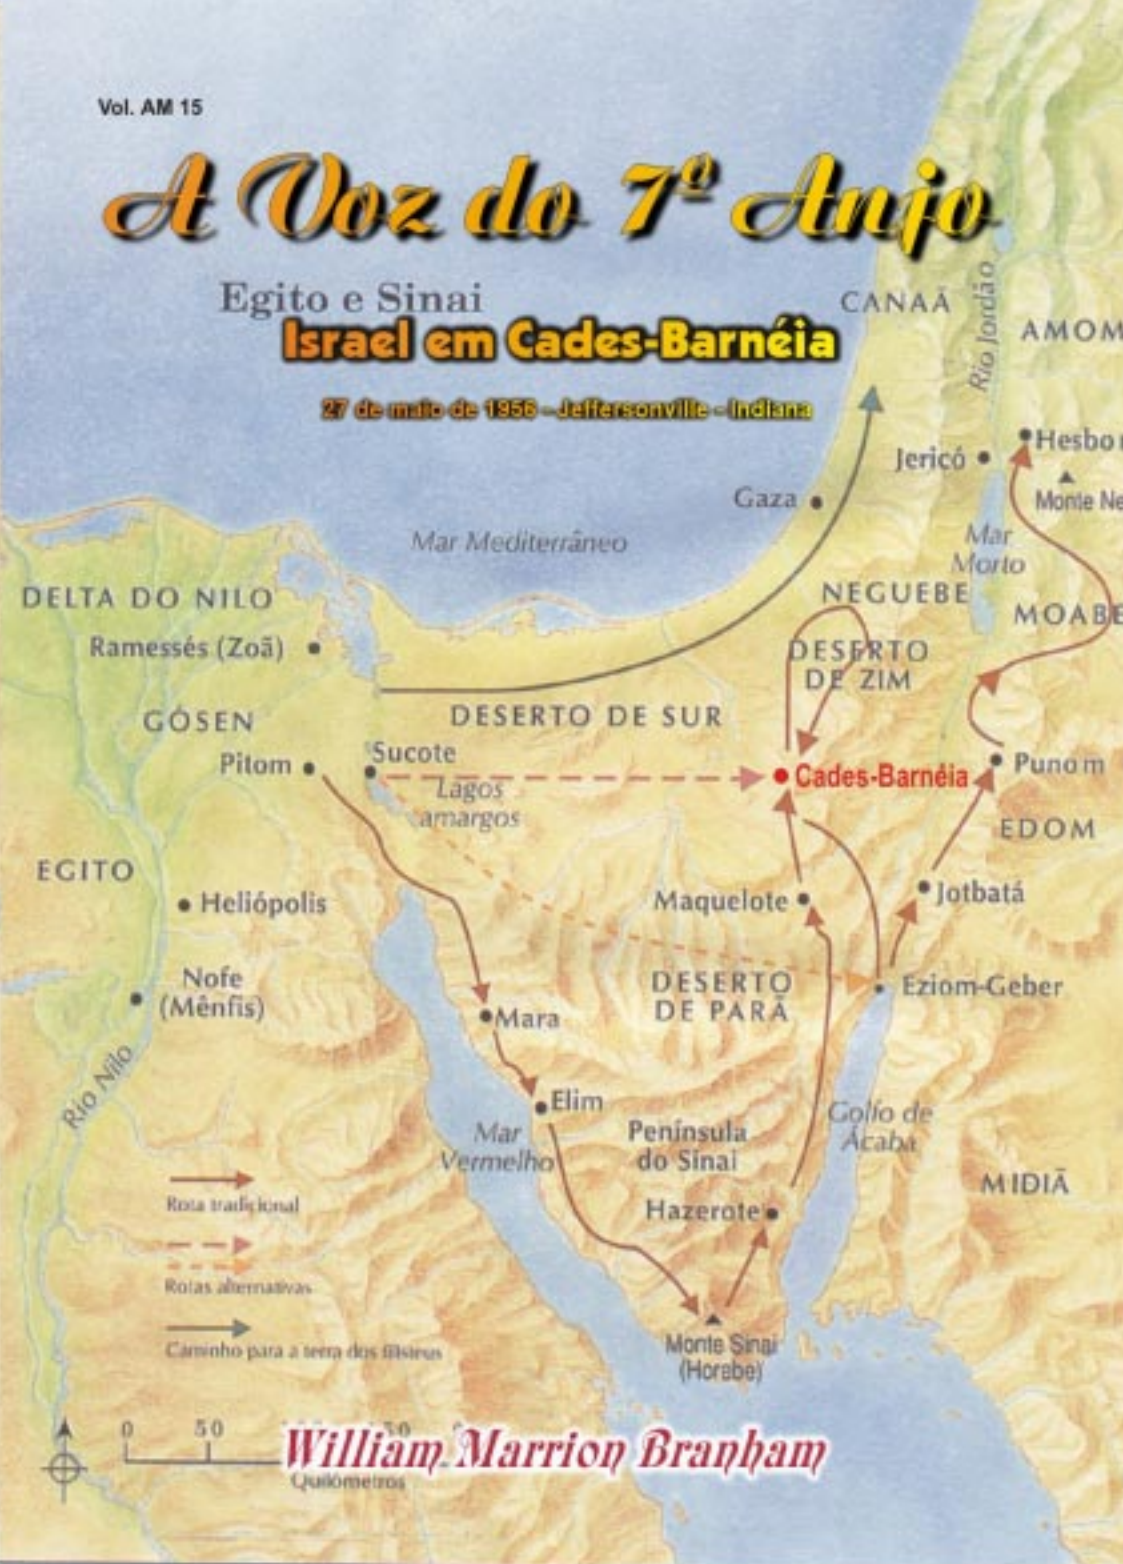 Vol. AM 15
A Voz do 7º Anjo
Egito e Sinai
Israel em Cades-Barnéia
27 de maio de 1956 - Jeffersonville - Indiana
CANAÃ
Rio Jordão
AMOM
Jericó
Hesbo
Monte Ne
Gaza
Mar Mediterrâneo
Mar
Morto
DELTA DO NILO
NEGUEBE
MOABE
Ramessés (Zoã)
DESERTO
DE ZIM
GÓSEN
DESERTO DE SUR
Pitom
Sucote
Cades-Barnéia
Punom
Lagos
amargos
EDOM
EGITO
Heliópolis
Maquelote
Jotbatá
Nofe
(Mênfis)
DESERTO
DE PARÃ
Eziom-Geber
Mara
Rio Nilo
Elim
Mar
Vermelho
Península
do Sinai
Golfo de
Ácaba
MIDIÃ
Rota tradicional
Hazerote
Rotas alternativas
Caminho para a terra dos filisteus
Monte Sinai
(Horebe)
0 50
William Marrion Branham
Quilômetros